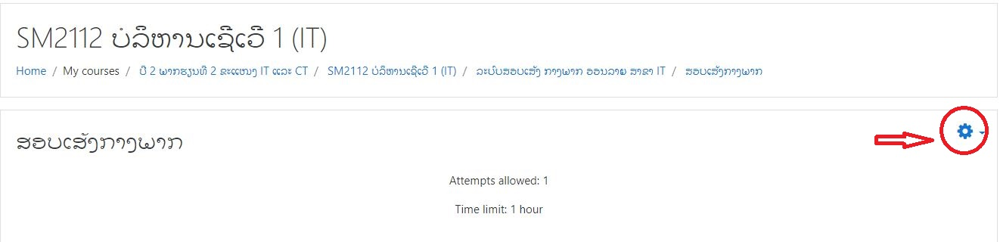 SM2112 ບໍລິຫານເຊີເວີ 1 (IT)
Home / My courses / ປີ 2 ພາກຮຽນທີ 2 ຂະແໜງ IT ແລະ CT / SM2112 ບໍລິຫານເຊີເວີ 1 (IT) / ລະບົບສອບເສັງ ກາງພາກ ອອນລາຍ ສາຂາ IT / ສອບເສັງກາງພາກ
ສອບເສັງກາງພາກ
Attempts allowed: 1
Time limit: 1 hour